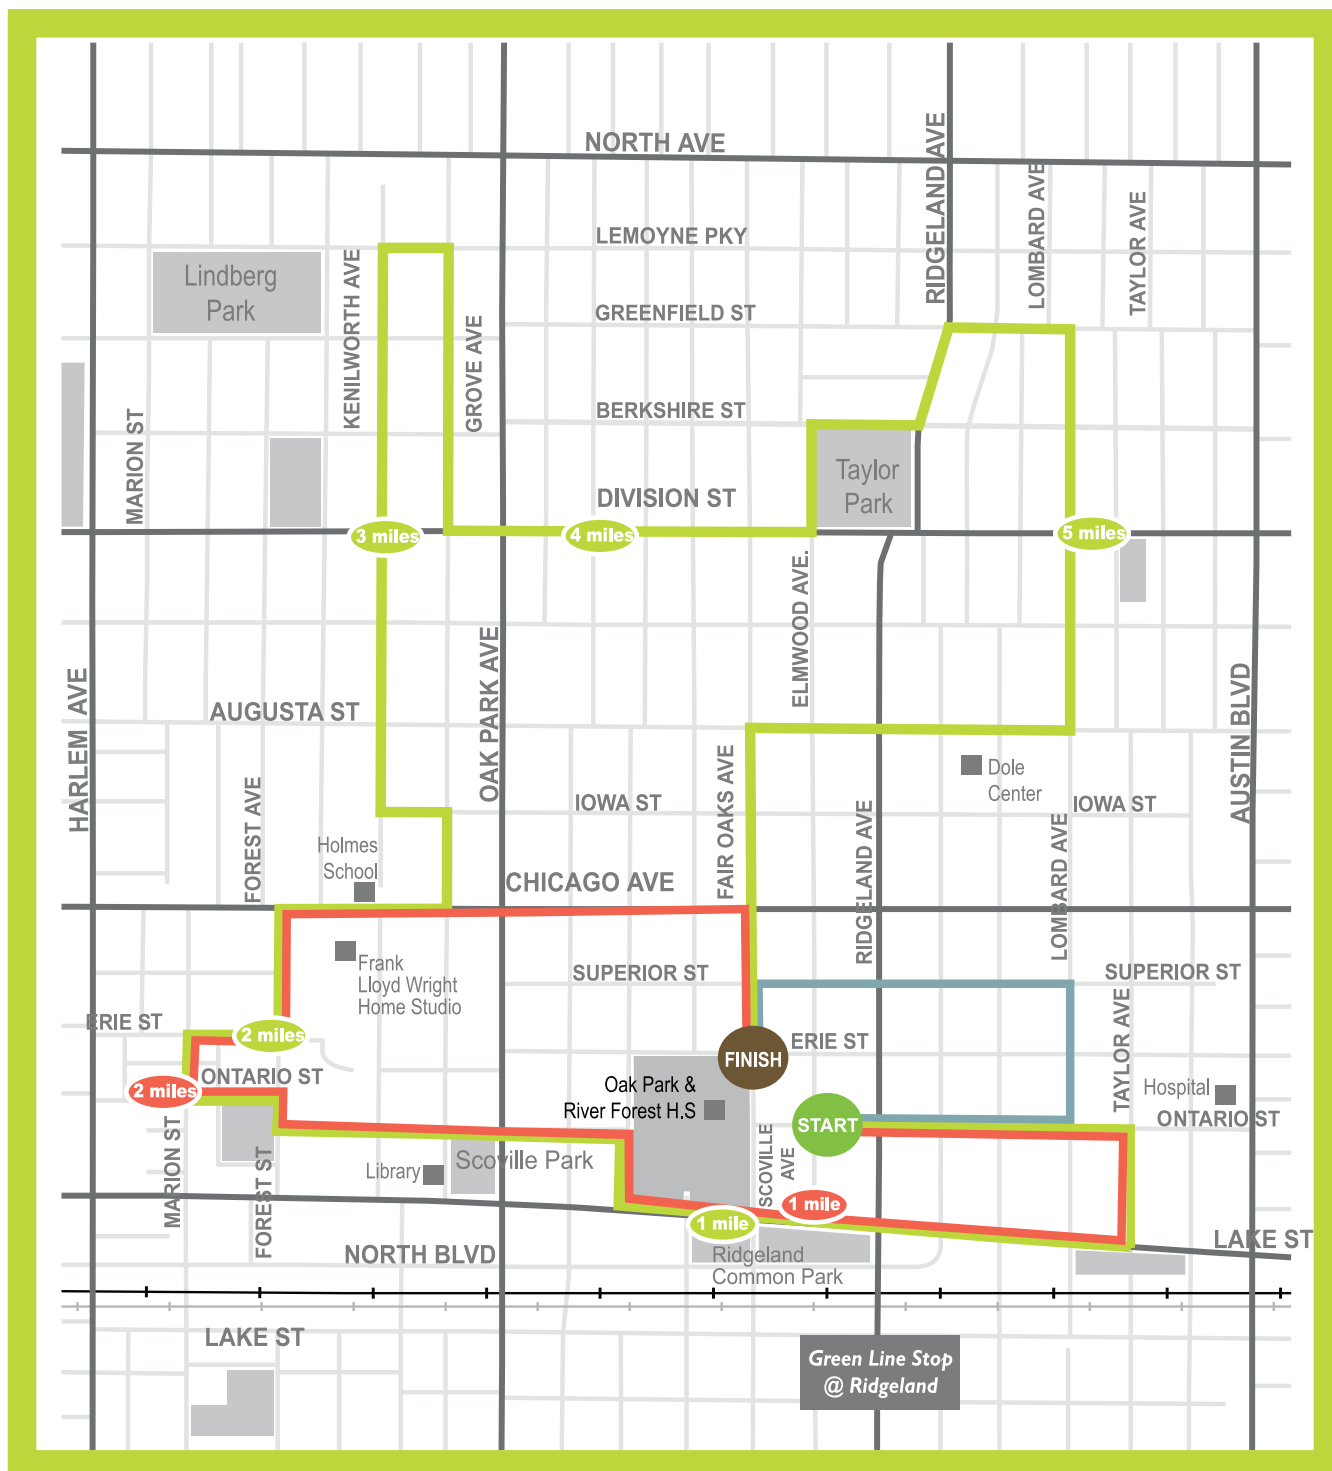 NORTH AVE
RIDGELAND AVE
LOMBARD AVE
TAYLOR AVE
LEMOYNE PKY
Lindberg
Park
KENILWORTH AVE
GROVE AVE
GREENFIELD ST
BERKSHIRE ST
MARION ST
Taylor
Park
DIVISION ST
3 miles
4 miles
5 miles
ELMWOOD AVE.
OAK PARK AVE
HARLEM AVE
AUSTIN BLVD
AUGUSTA ST
FAIR OAKS AVE
Dole
Center
FOREST AVE
IOWA ST
IOWA ST
RIDGELAND AVE
LOMBARD AVE
Holmes
School
CHICAGO AVE
Frank
Lloyd Wright
Home Studio
SUPERIOR ST
SUPERIOR ST
ERIE ST
2 miles
ERIE ST
FINISH
TAYLOR AVE
ONTARIO ST
2 miles
Oak Park &
River Forest H.S
Hospital
ONTARIO ST
START
MARION ST
FOREST ST
Library
Scoville Park
SCOVILLE
AVE
1 mile
1 mile
LAKE ST
NORTH BLVD
Ridgeland
Common Park
LAKE ST
Green Line Stop
@ Ridgeland